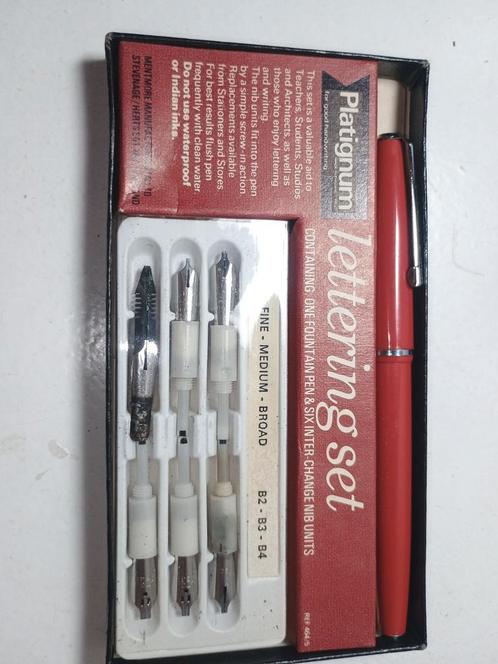 Platignum
for good handwriting
lettering set
CONTAINING: ONE FOUNTAIN PEN & SIX INTER-CHANGE NIB UNITS
This set is a valuable aid to
Teachers, Students, Studios
and Architects, as well as
those who enjoy lettering
and writing.
The nib units fit into the pen
by a simple screw-in action
Replacements available
from Stationers and Stores
For best results flush pen
frequently with clean water.
Do not use waterproof
or Indian inks.
MENTMORE MANUFACTURING
STEVENAGE / HERTS
FINE - MEDIUM - BROAD
B2 - B3 - B4
REF 464/5